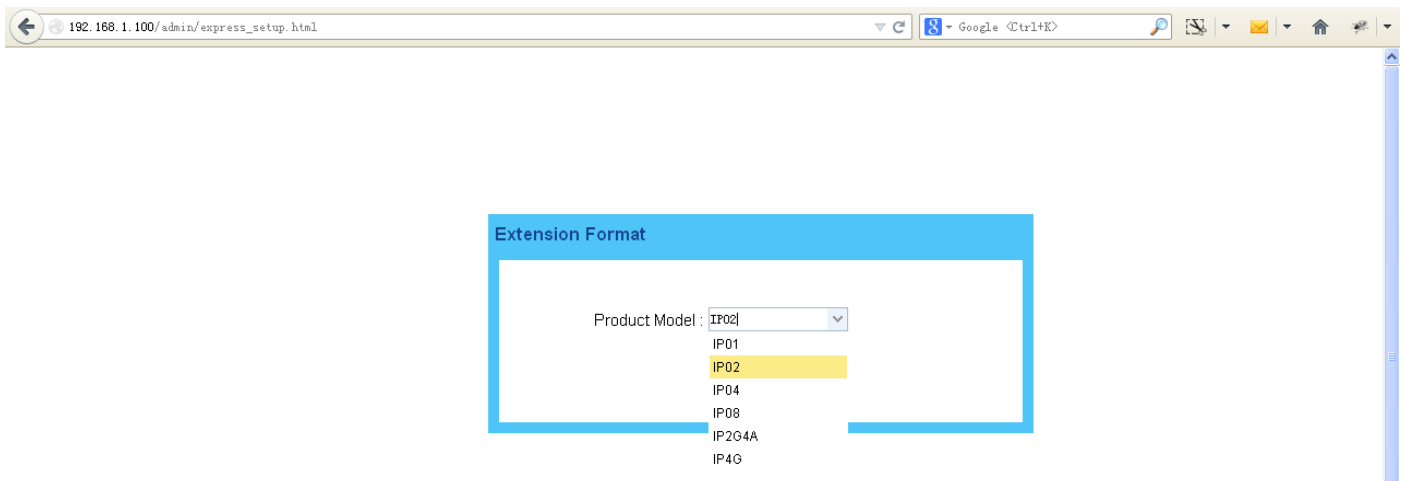 192.168.1.100/admin/express_setup.html
8 Google <Ctrl+K>
Extension Format
Product Model : IP02
IP01
IP02
IP04
IP08
IP2G4A
IP4G